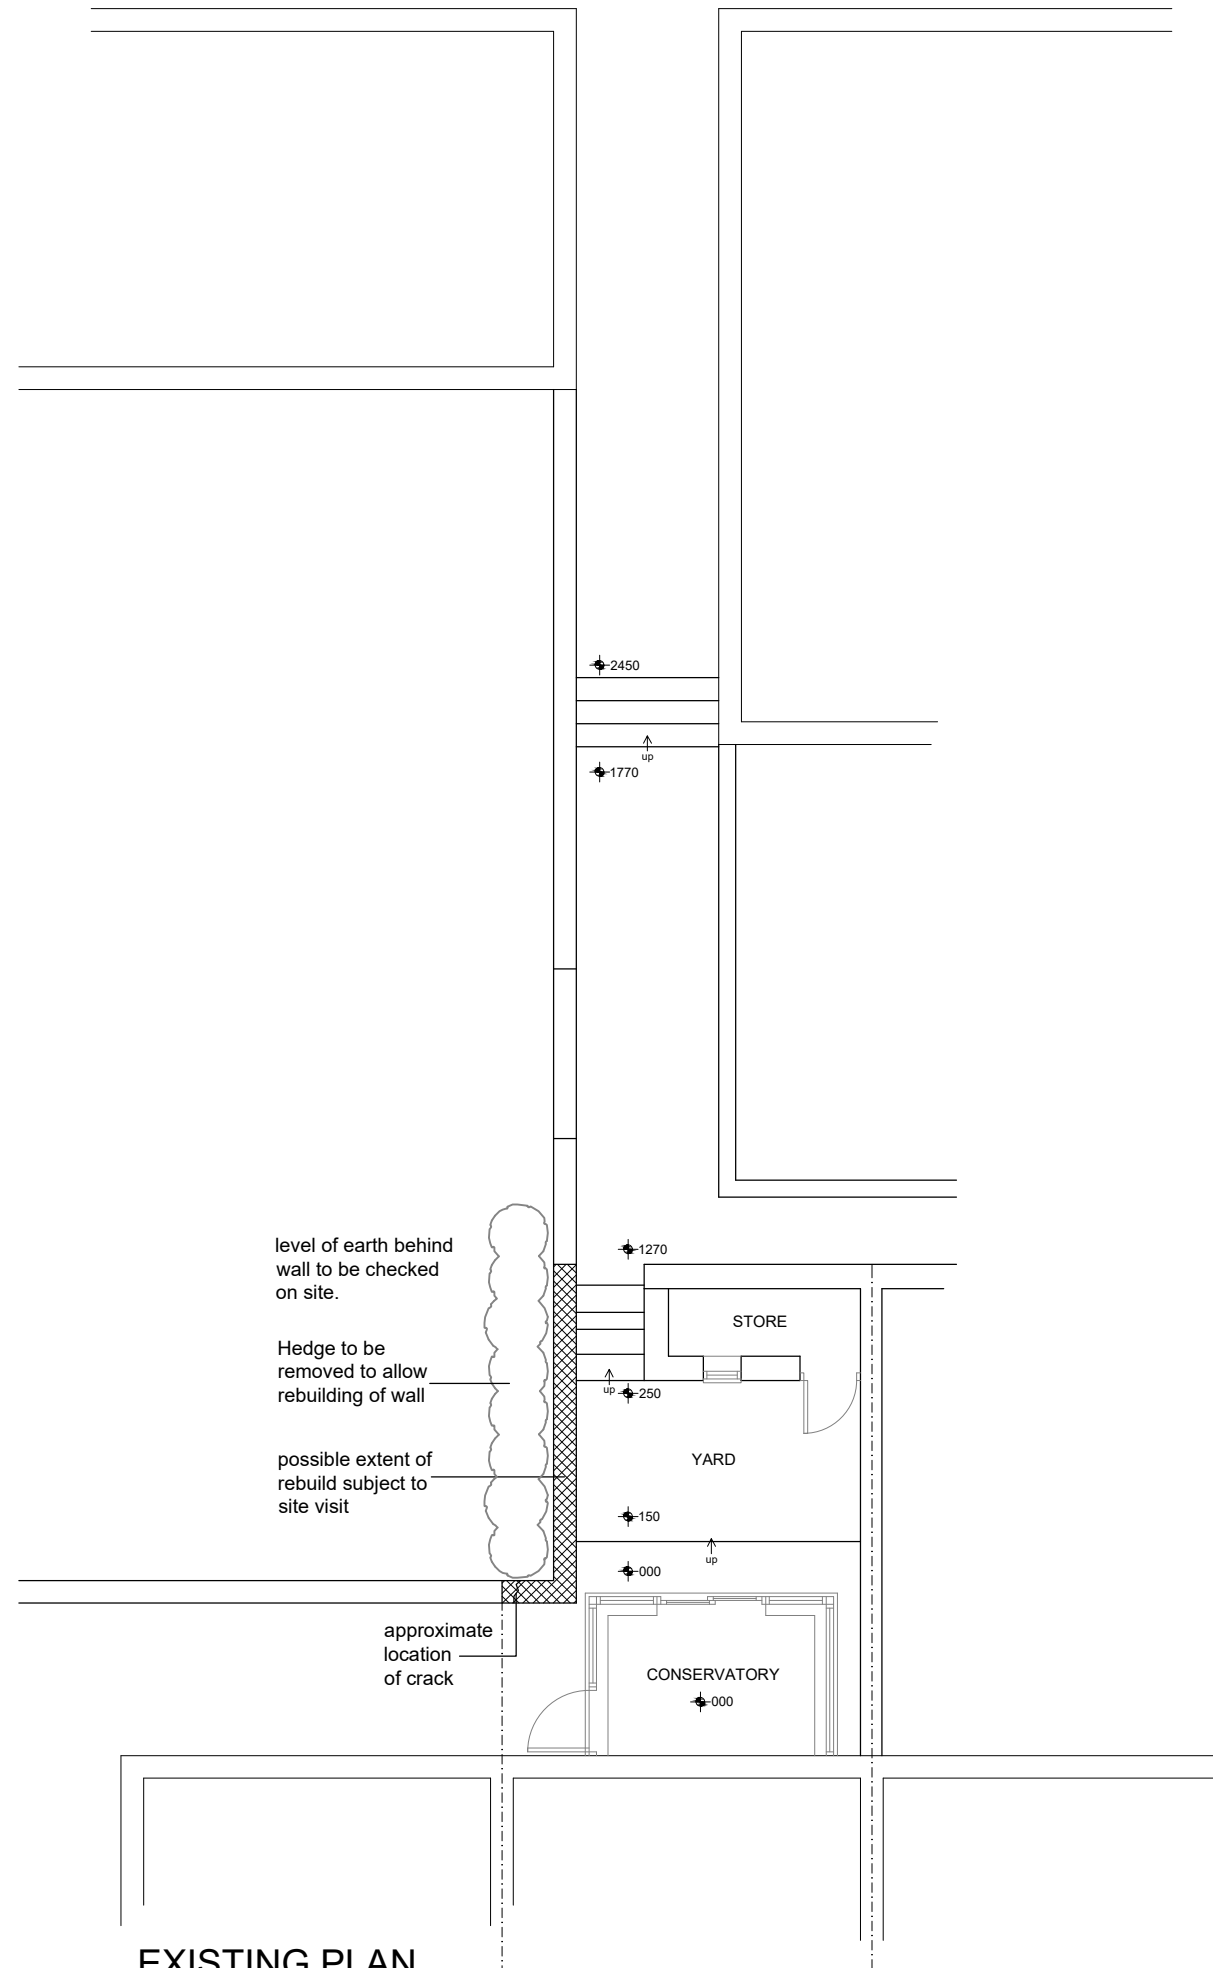 2450
up
1770
level of earth behind
wall to be checked
on site.
1270
STORE
Hedge to be
removed to allow
rebuilding of wall
up
250
YARD
possible extent of
rebuild subject to
site visit
150
up
000
approximate
location
of crack
CONSERVATORY
000
EXISTING PLAN